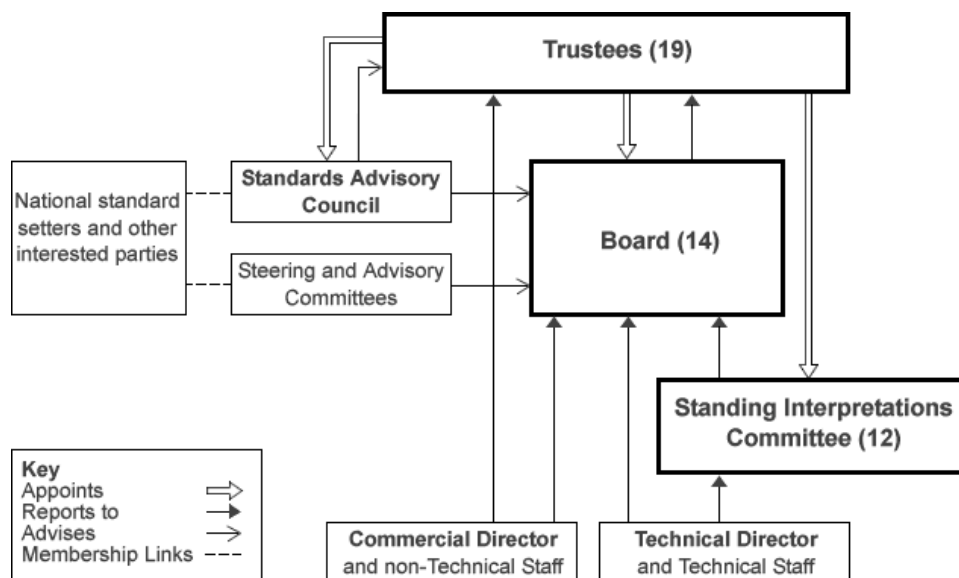 Trustees (19)
National standard
setters and other
interested parties
Standards Advisory
Council
Steering and Advisory
Committees
Board (14)
Standing Interpretations
Committee (12)
Key
Appoints
Reports to
Advises
Membership Links
Commercial Director
and non-Technical Staff
Technical Director
and Technical Staff